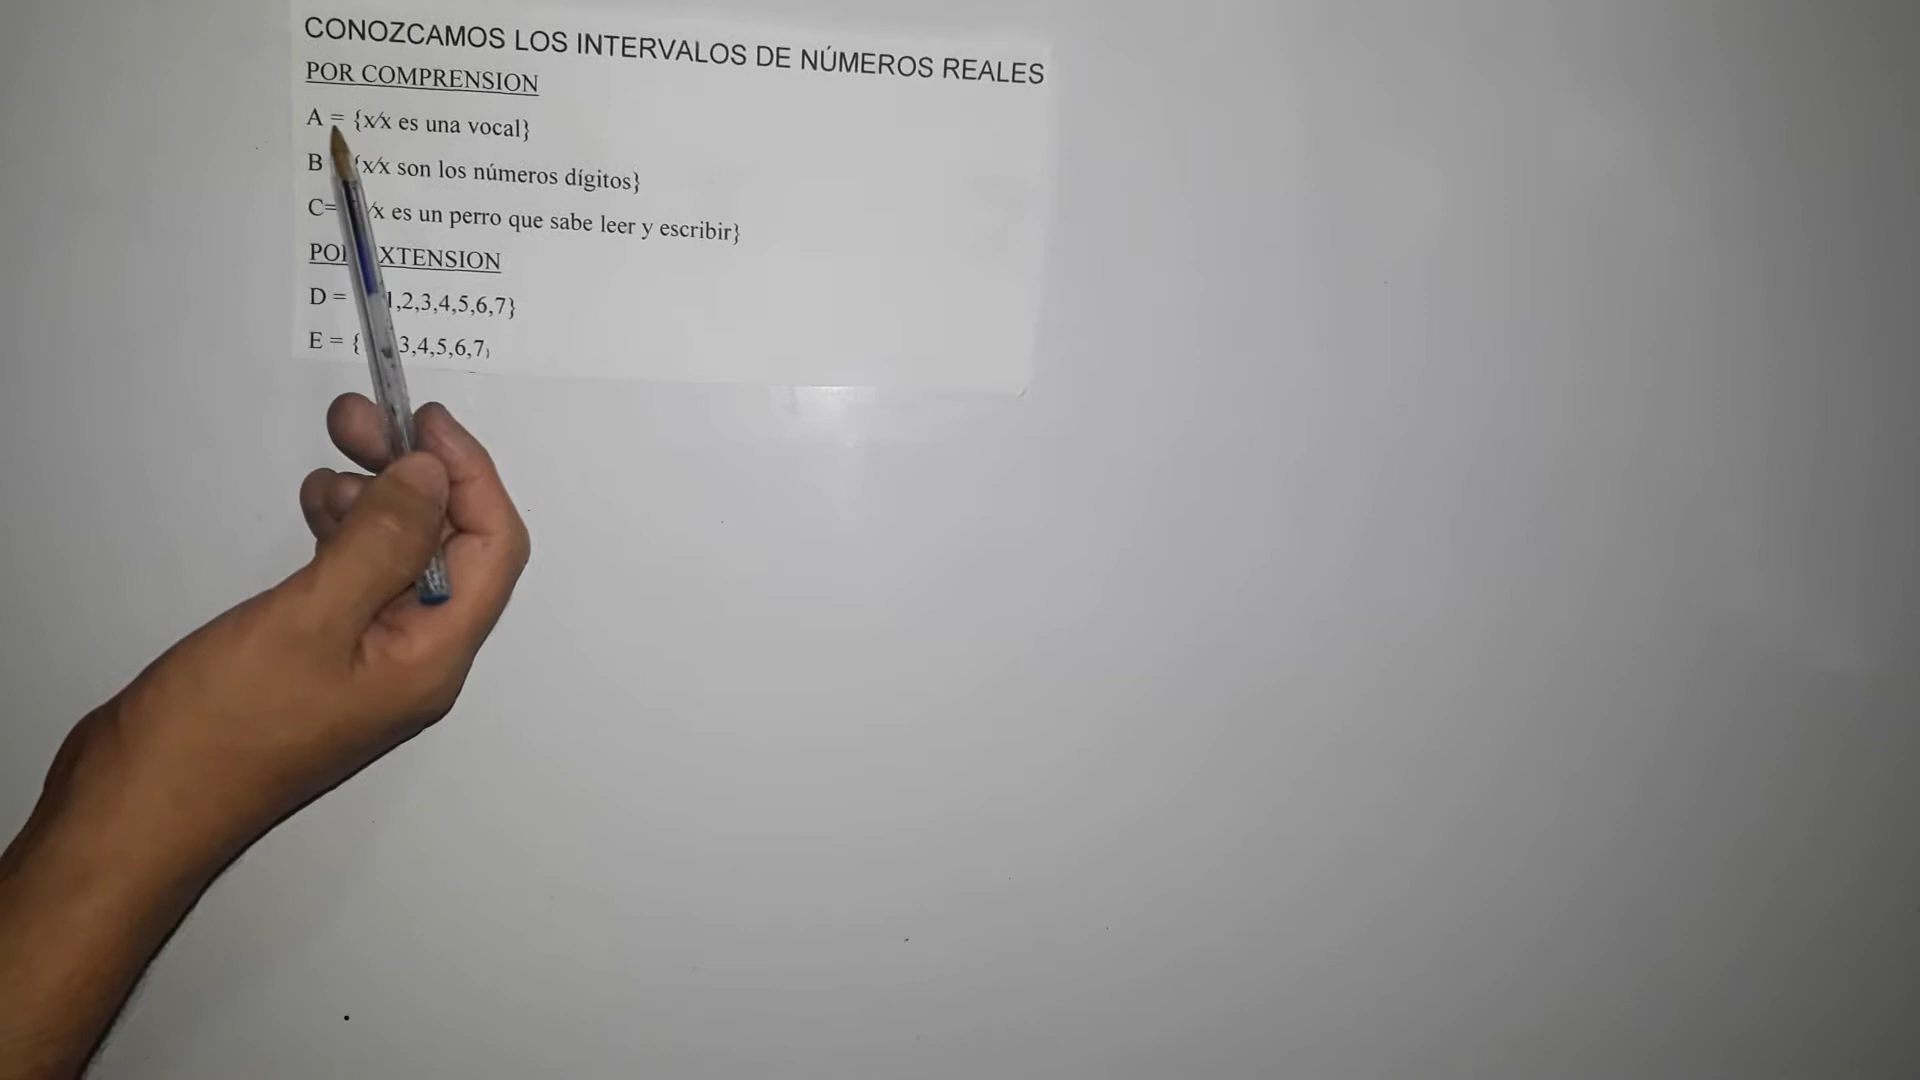 CONOZCAMOS LOS INTERVALOS DE NÚMEROS REALES
POR COMPRENSION
A = {x/x es una vocal}
B {x/x son los números dígitos}
C= /x es un perro que sabe leer y escribir}
XTENSION
D = 1,2,3,4,5,6,7}
E = { 3,4,5,6,7}